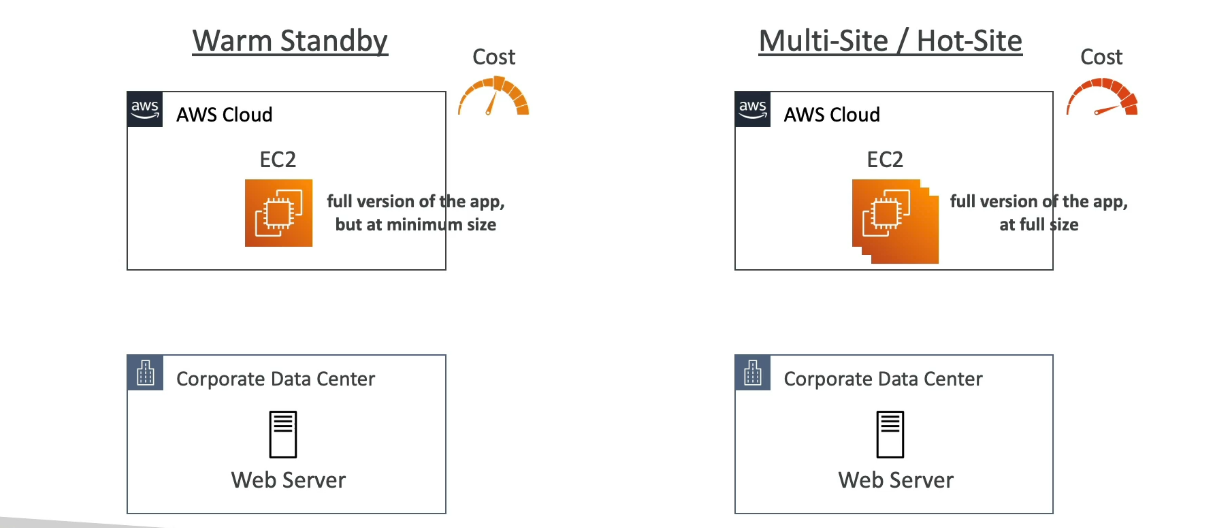 Warm Standby
Cost
aws
AWS Cloud
EC2
full version of the app,
but at minimum size
Corporate Data Center
Web Server
Multi-Site / Hot-Site
Cost
aws
AWS Cloud
EC2
full version of the app,
at full size
Corporate Data Center
Web Server